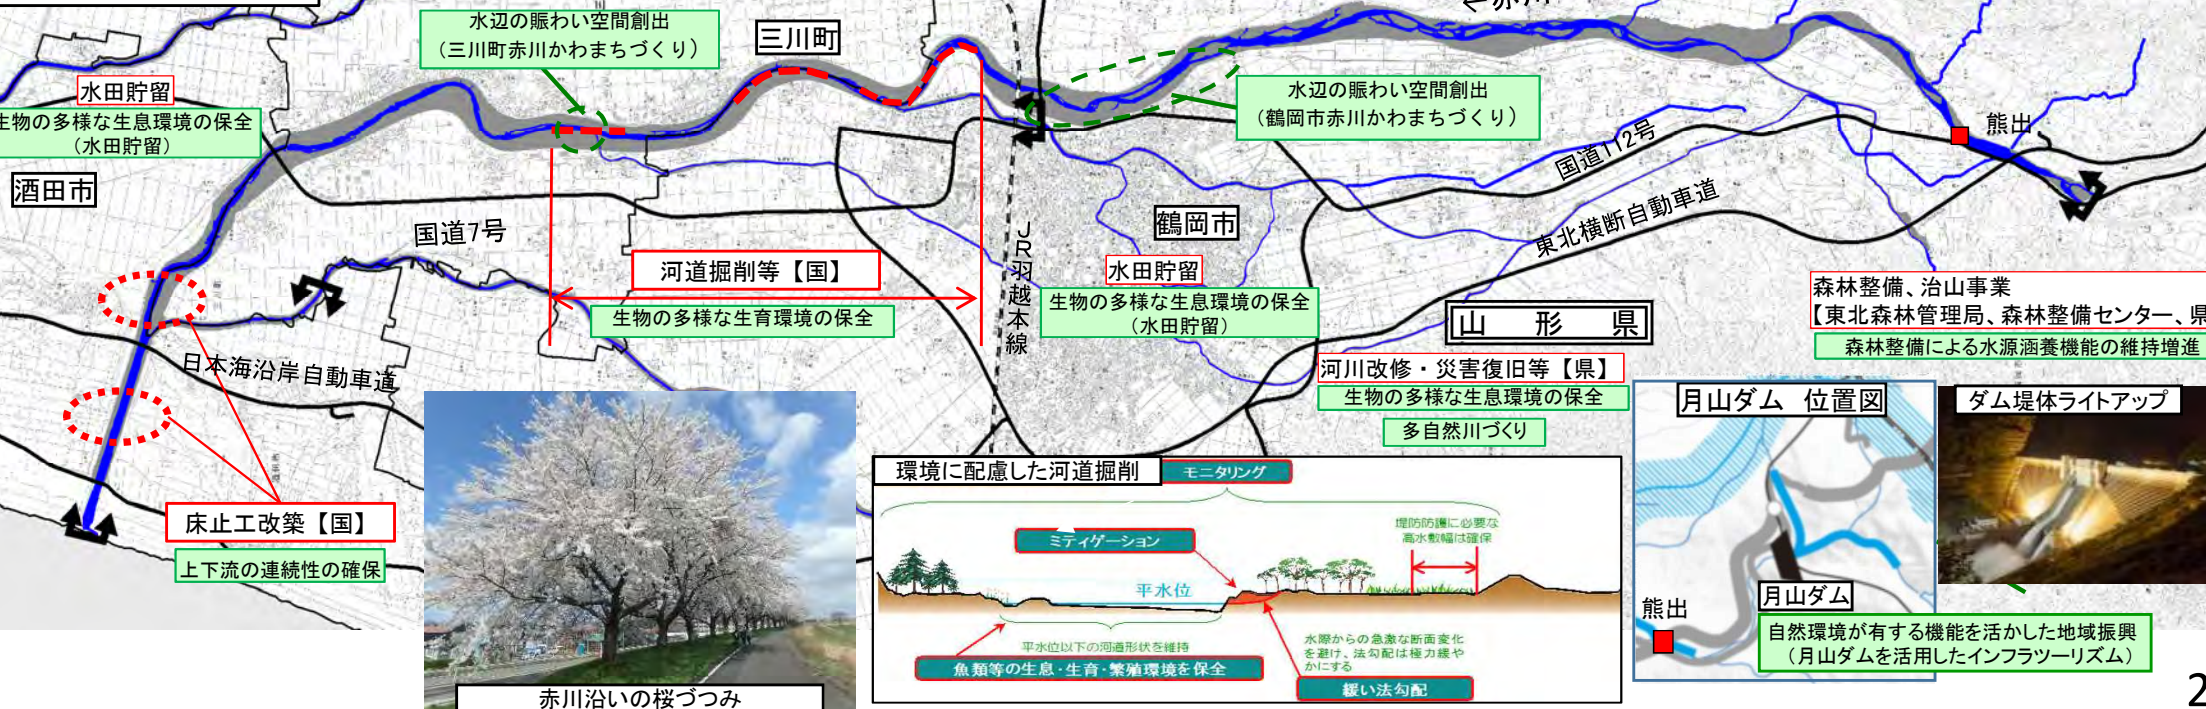 ←赤川
水辺の賑わい空間創出
（三川町赤川かわまちづくり）
三川町
水田貯留
生物の多様な生息環境の保全
（水田貯留）
酒田市
国道7号
水辺の賑わい空間創出
（鶴岡市赤川かわまちづくり）
国道112号
熊出
東北横断自動車道
鶴岡市
JR羽越本線
河道掘削等【国】
生物の多様な生育環境の保全
水田貯留
生物の多様な生息環境の保全
（水田貯留）
山形県
森林整備、治山事業
【東北森林管理局、森林整備センター、県
森林整備による水源涵養機能の維持増進
河川改修・災害復旧等【県】
生物の多様な生息環境の保全
多自然川づくり
日本海沿岸自動車道
床止工改築【国】
上下流の連続性の確保
赤川沿いの桜づつみ
環境に配慮した河道掘削
モニタリング
ミティゲーション
堤防防護に必要な
高水敷幅は確保
平水位
平水位以下の河道形状を維持
魚類等の生息・生育・繁殖環境を保全
水際からの急激な断面変化
を避け、法勾配は極力緩や
かにする
緩い法勾配
月山ダム 位置図
熊出
月山ダム
ダム堤体ライトアップ
自然環境が有する機能を活かした地域振興
（月山ダムを活用したインフラツーリズム）
2